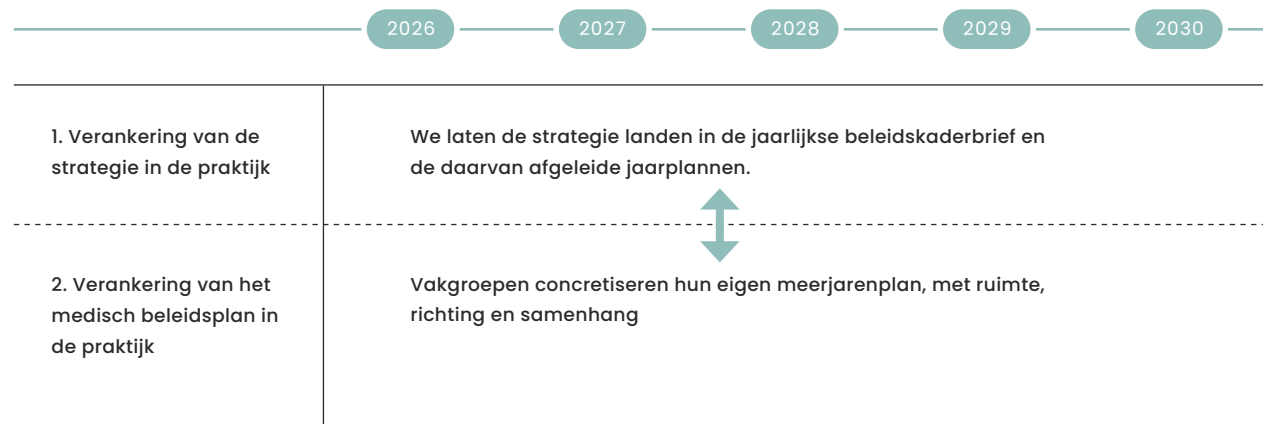 2026 2027 2028 2029 2030
1. Verankering van de
strategie in de praktijk
We laten de strategie landen in de jaarlijkse beleidskaderbrief en
de daarvan afgeleide jaarplannen.
2. Verankering van het
medisch beleidsplan in
de praktijk
Vakgroepen concretiseren hun eigen meerjarenplan, met ruimte,
richting en samenhang